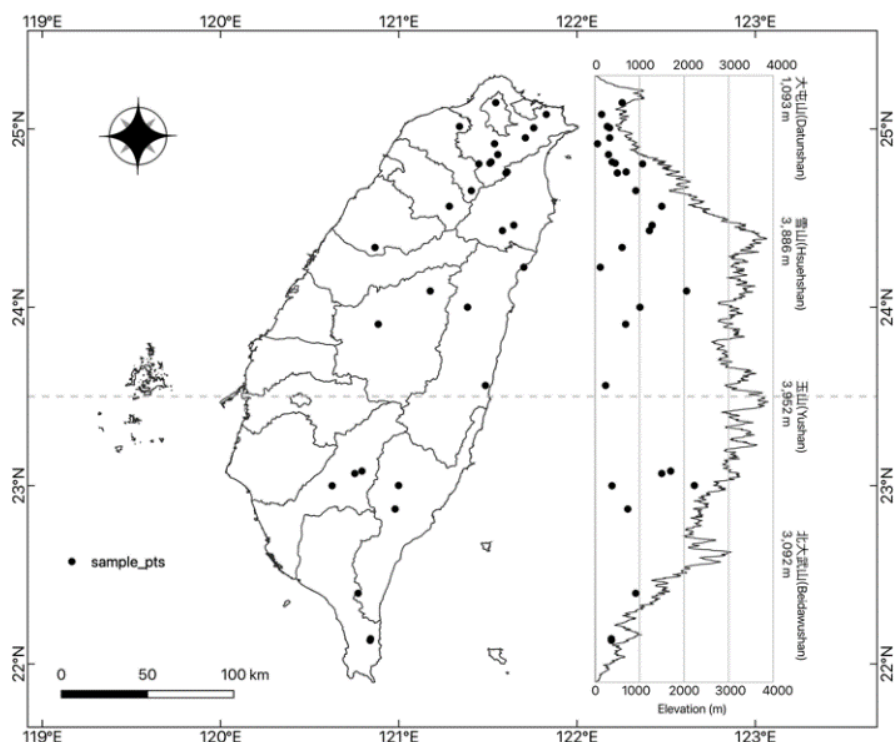 119°E 120°E 121°E 122°E 123°E
0 1000 2000 3000 4000
25°N 25°N
24°N 24°N
23°N 23°N
22°N 22°N
大屯山(Datunshan)
1,093 m
雪山(Hsuehshan)
3,886 m
玉山(Yushan)
3,952 m
北大武山(Beidawushan)
3,092 m
sample_pts
0 50 100 km
0 1000 2000 3000 4000
Elevation (m)
119°E 120°E 121°E 122°E 123°E